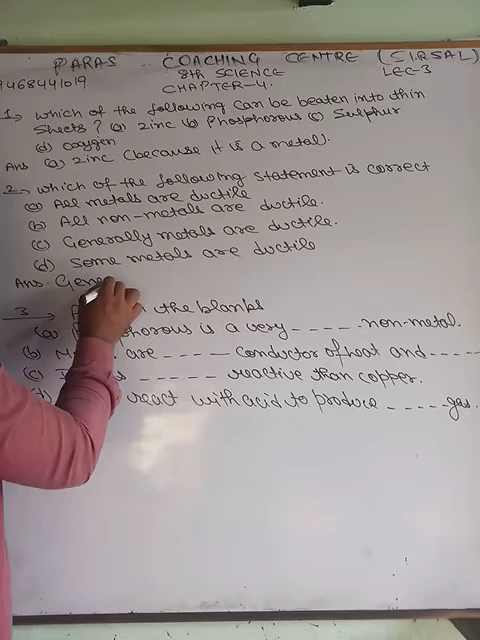 PARAS COACHING CENTRE (SIRSAL)
9468441019 8th SCIENCE LEC-3
CHAPTER-4.
1, which of the following can be beaten into thin
sheets? (a) zinc (b) Phosphorous (c) Sulphur
(d) oxygen
Ans (a) zinc (because it is a metal).
2, which of the following statement is correct
(a) All metals are ductile
(b) All non-metals are ductile.
(c) Generally metals are ductile.
(d) Some metals are ductile
Ans. Gene
3 the blanks
(a) phorous is a very ----- non-metal.
(b) M are ---- conductor of heat and -----
(c) ----- reactive than copper.
react with acid to produce ----- gas.